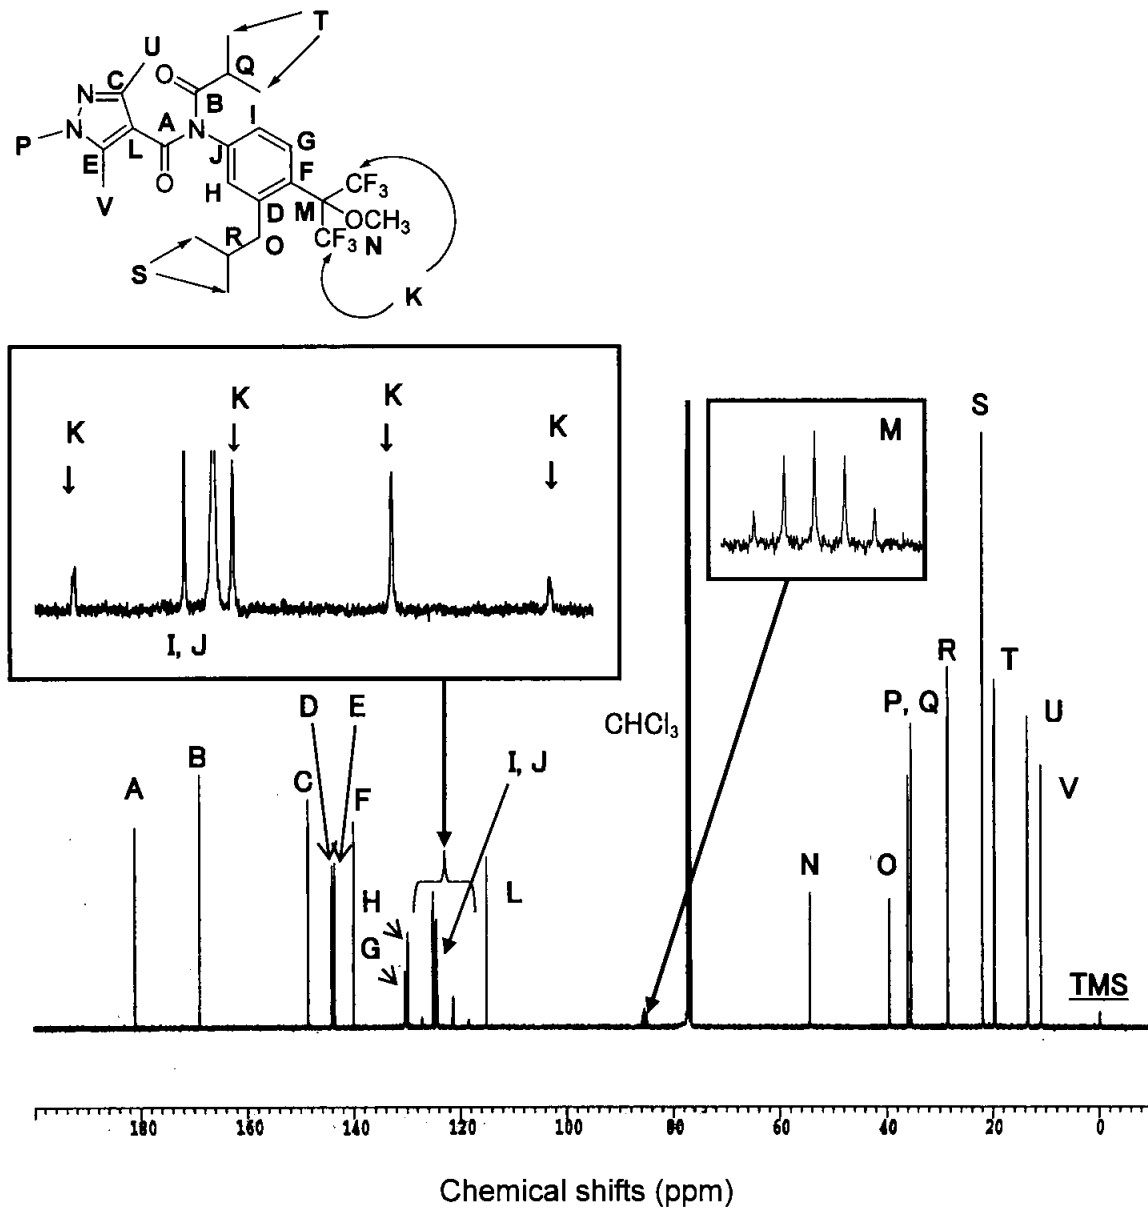 T
U
O
Q
N
C
B
I
P
N
A
N
G
E
L
J
F
O
H
CF₃
V
D
M
OCH₃
R
O
CF₃
N
S
K
K
K
K
K
I, J
M
S
R
T
P, Q
U
CHCl₃
D
E
I, J
B
A
C
F
V
H
L
N
O
G
TMS
180
160
140
120
100
80
60
40
20
0
Chemical shifts (ppm)